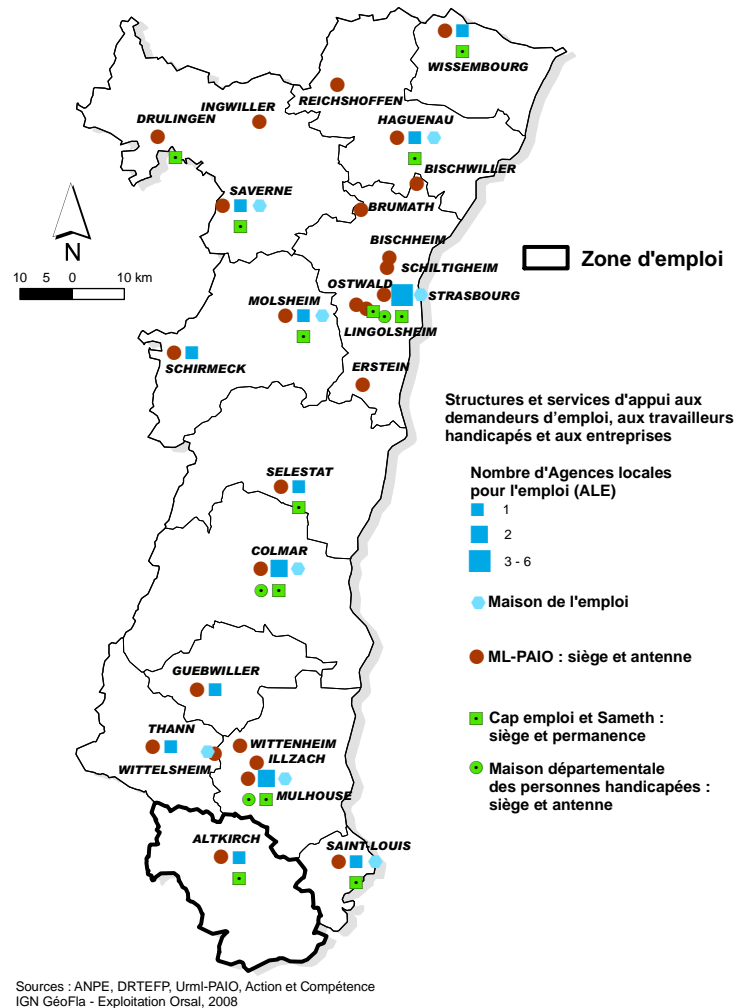 WISSEMBOURG
REICHSHOFFEN
INGWILLER
DRULINGEN
HAGUENAU
BISCHWILLER
SAVERNE
BRUMATH
N
10 5 0 10 km
BISCHHEIM
SCHILTIGHEIM
OSTWALD
STRASBOURG
MOLSHEIM
LINGOLSHEIM
SCHIRMECK
ERSTEIN
SELESTAT
COLMAR
GUEBWILLER
THANN
WITTENHEIM
WITTELSHEIM
ILLZACH
MULHOUSE
ALTKIRCH
SAINT-LOUIS
Zone d'emploi
Structures et services d'appui aux
demandeurs d'emploi, aux travailleurs
handicapés et aux entreprises
Nombre d'Agences locales
pour l'emploi (ALE)
1
2
3 - 6
Maison de l'emploi
ML-PAIO : siège et antenne
Cap emploi et Sameth :
siège et permanence
Maison départementale
des personnes handicapées :
siège et antenne
Sources : ANPE, DRTEFP, Urml-PAIO, Action et Compétence
IGN GéoFla - Exploitation Orsal, 2008